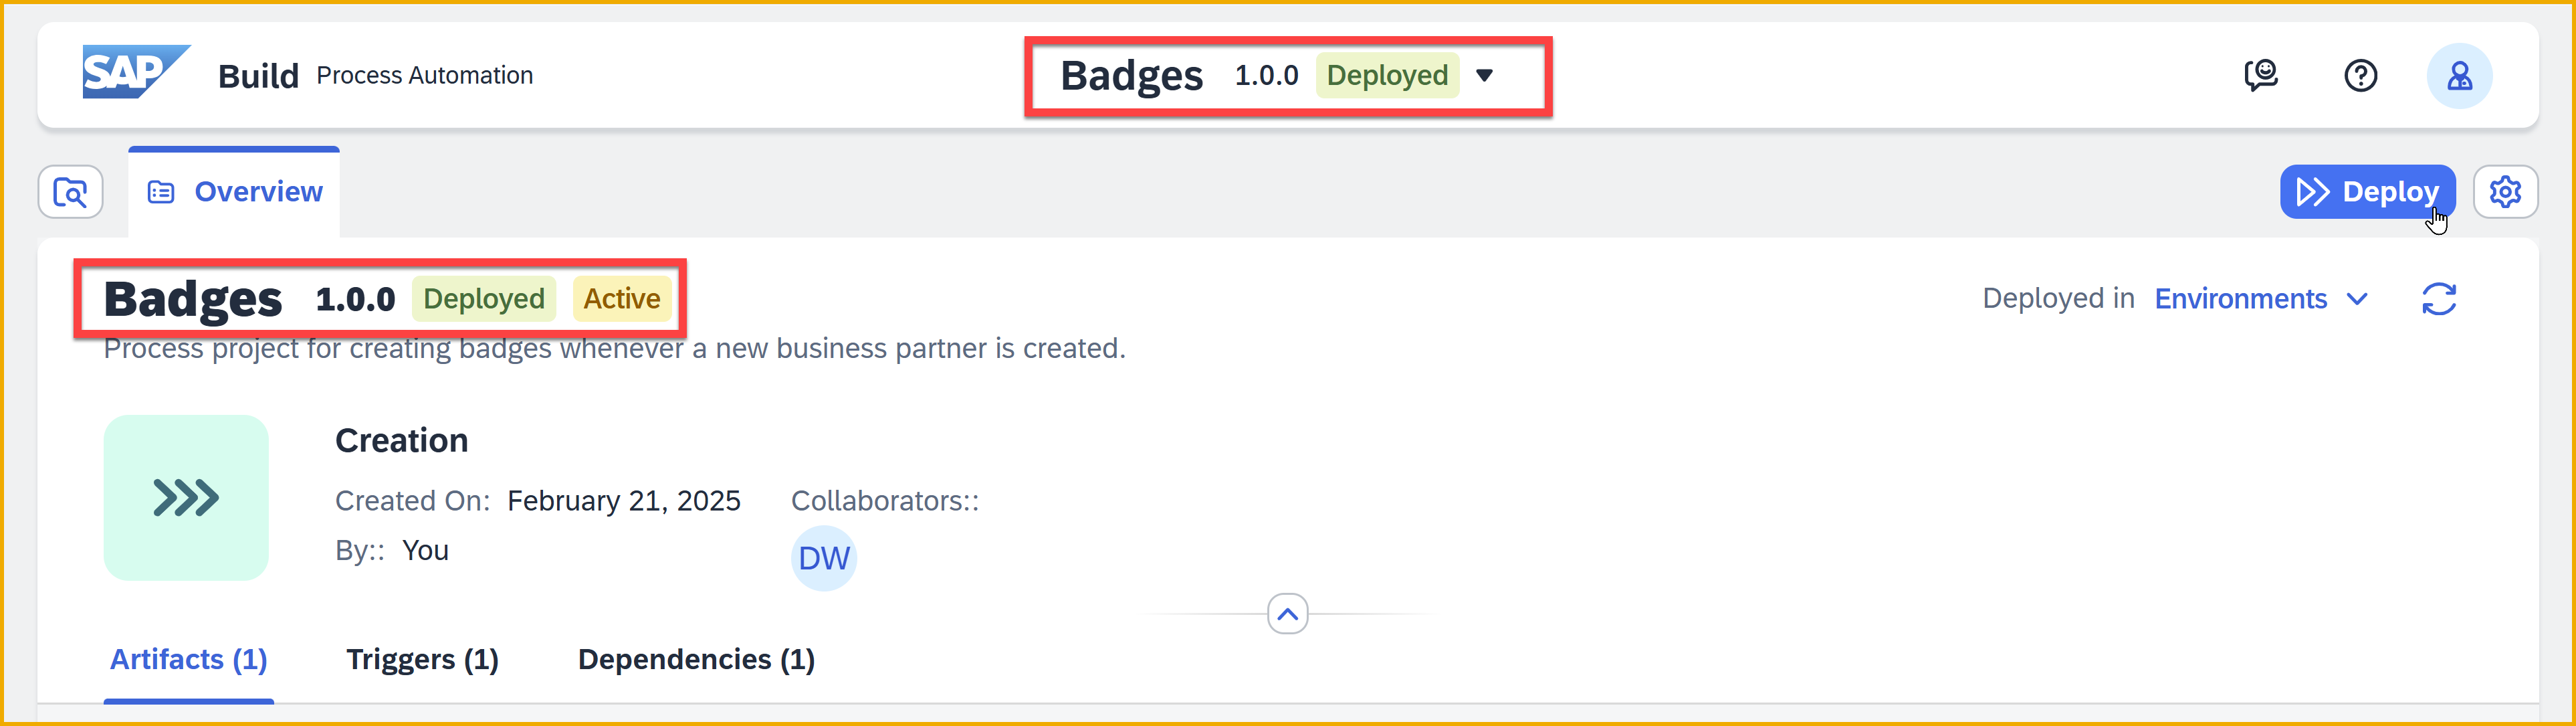 SAP Build Process Automation Badges 1.0.0 Deployed
Overview Deploy
Badges 1.0.0 Deployed Active Deployed in Environments
Process project for creating badges whenever a new business partner is created.
Creation
Created On: February 21, 2025 Collaborators::
By:: You DW
Artifacts (1) Triggers (1) Dependencies (1)